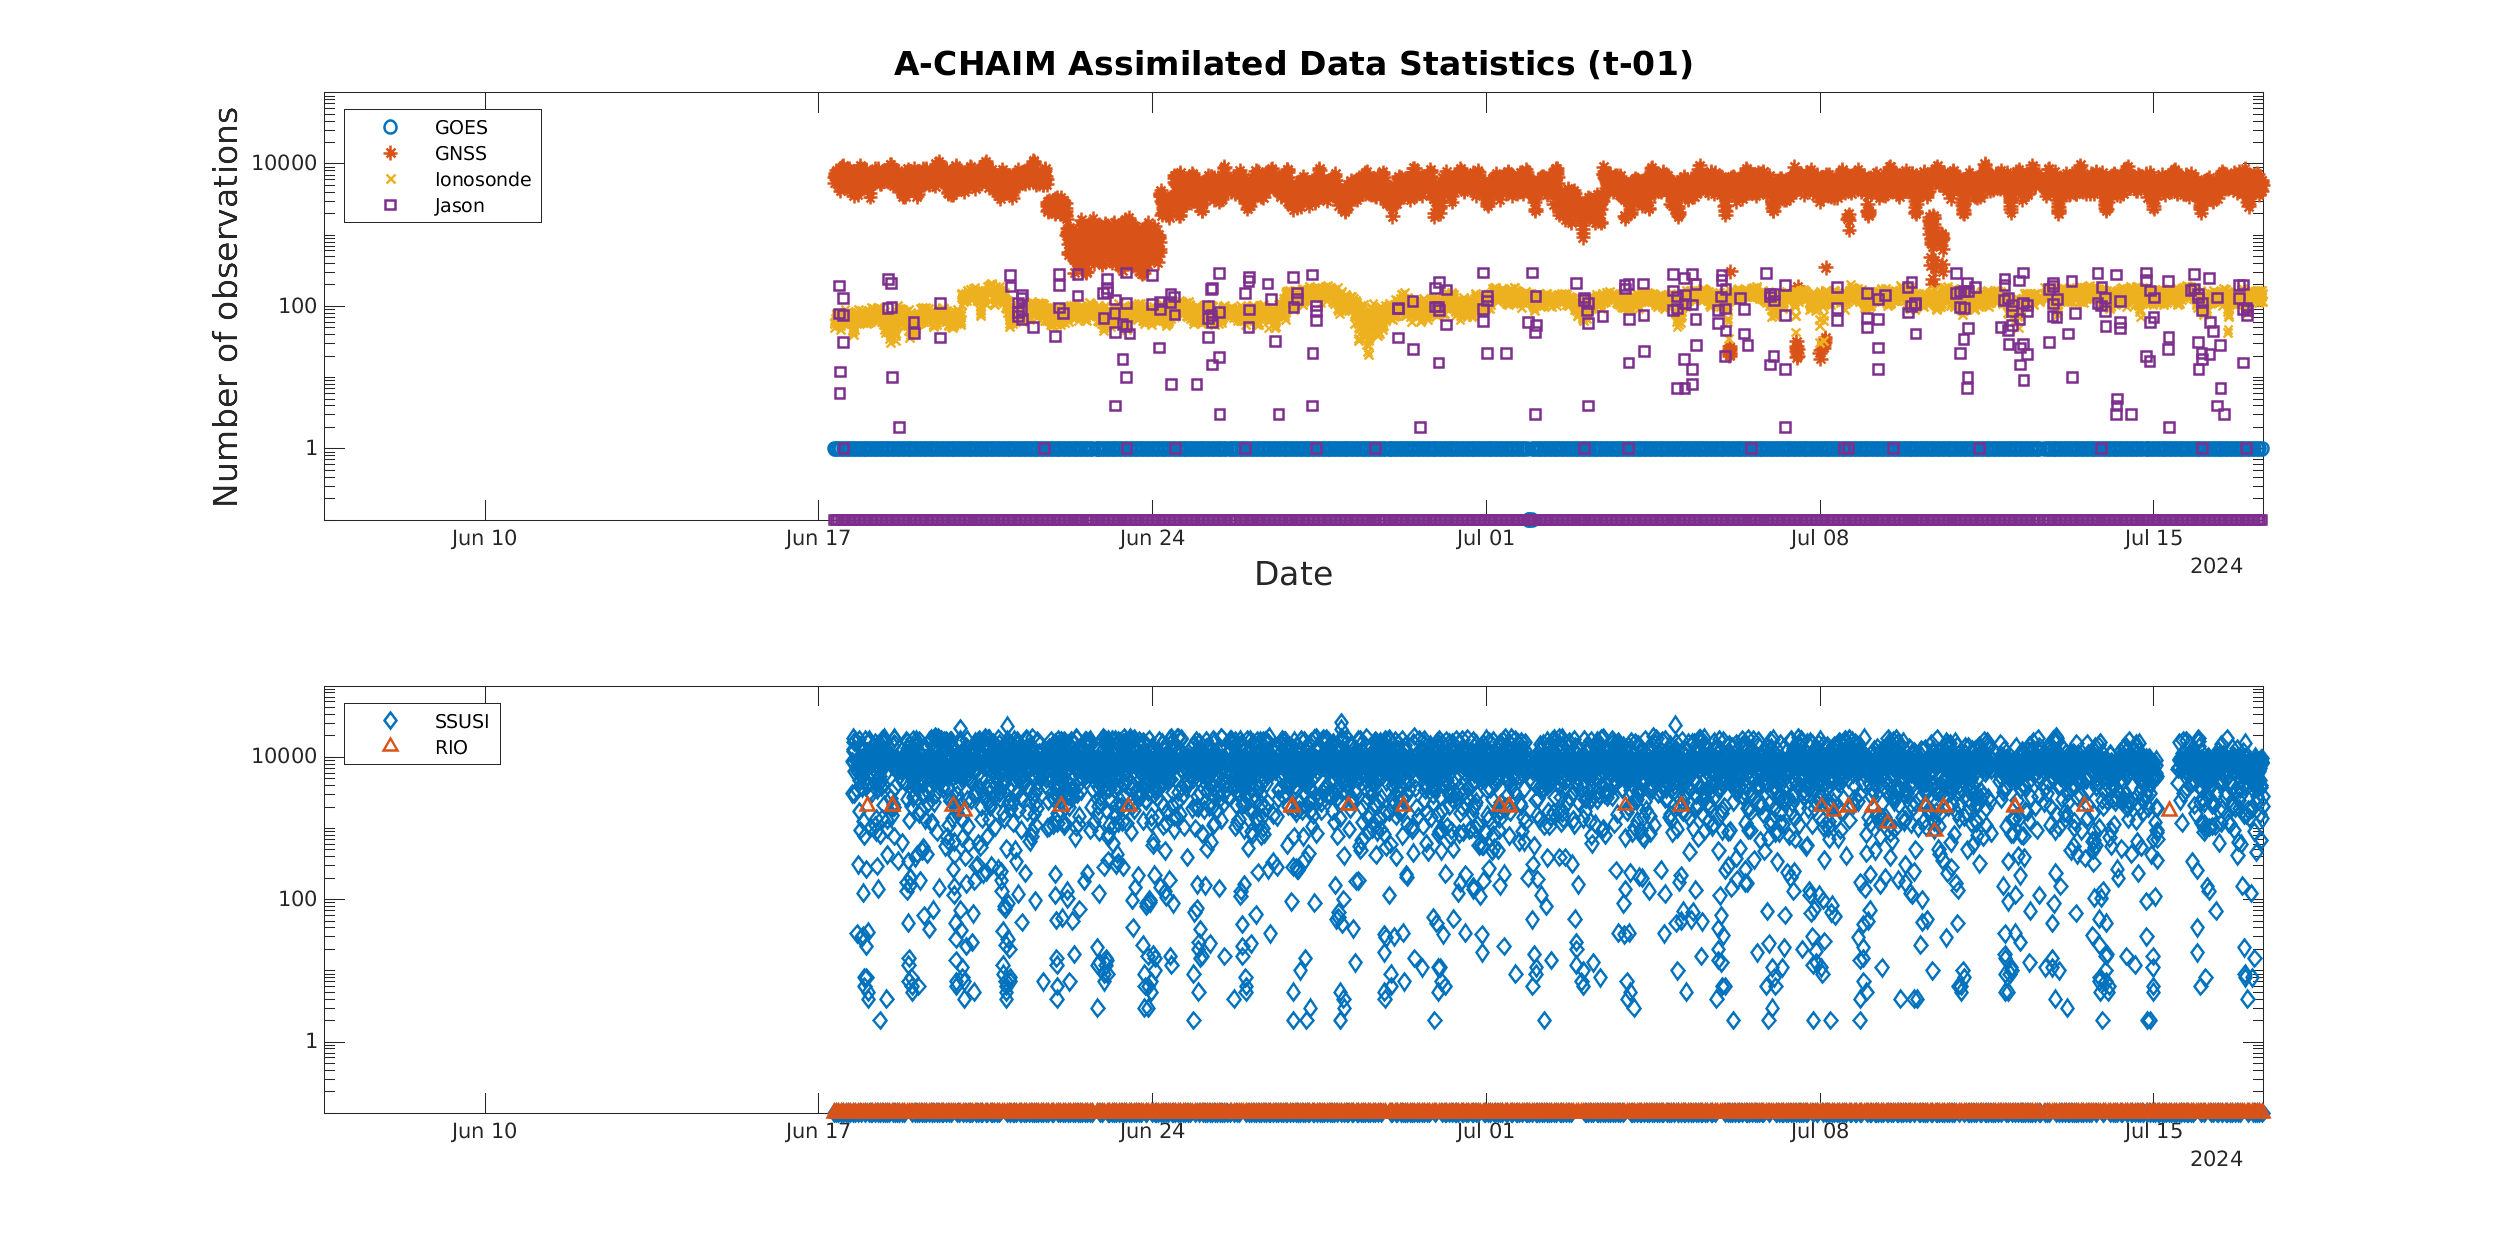 A-CHAIM Assimilated Data Statistics (t-01)
Number of observations
10000
100
1
GOES
GNSS
Ionosonde
Jason
Jun 10
Jun 17
Jun 24
Jul 01
Jul 08
Jul 15
2024
Date
10000
100
1
SSUSI
RIO
Jun 10
Jun 17
Jun 24
Jul 01
Jul 08
Jul 15
2024